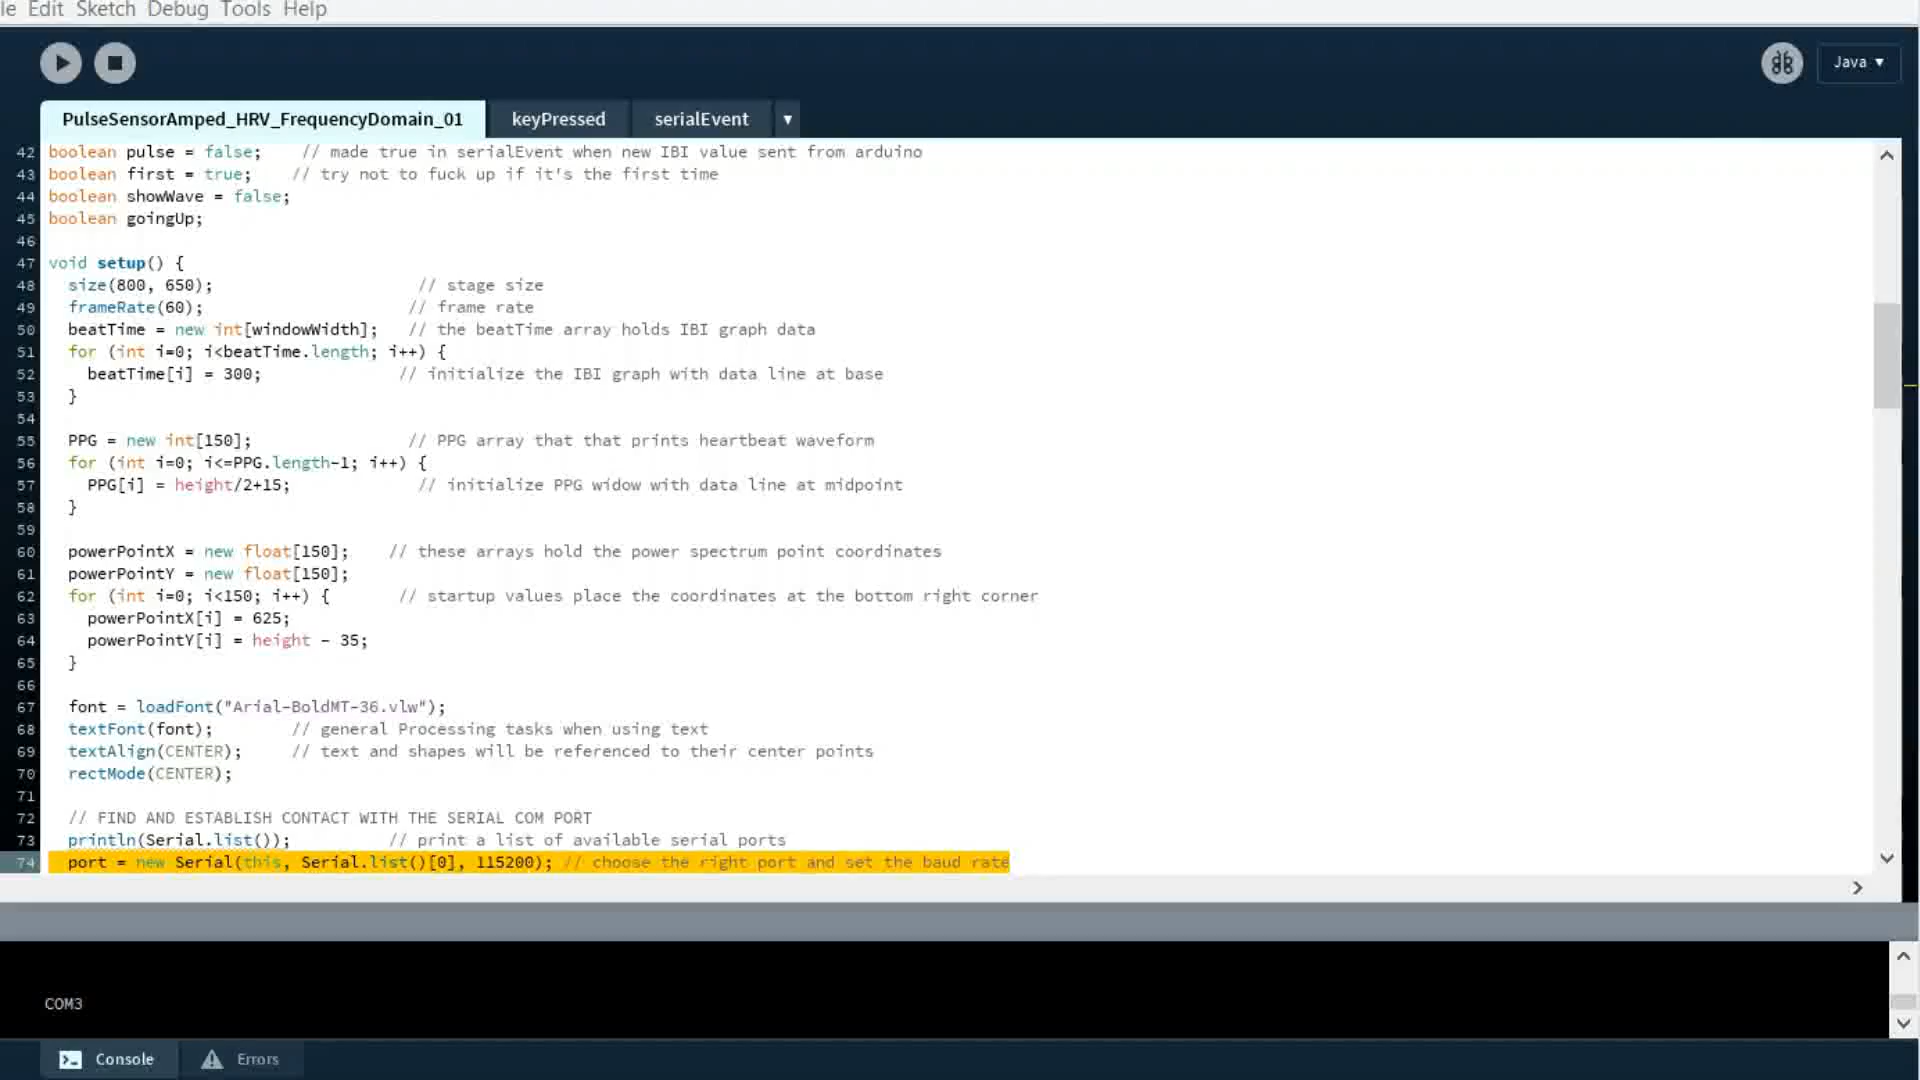 le Edit Sketch Debug Tools Help
Java ▼
PulseSensorAmped_HRV_FrequencyDomain_01 keyPressed serialEvent ▼
42 boolean pulse = false;    // made true in serialEvent when new IBI value sent from arduino
43 boolean first = true;    // try not to fuck up if it's the first time
44 boolean showWave = false;
45 boolean goingUp;
46
47 void setup() {
48   size(800, 650);                     // stage size
49   frameRate(60);                     // frame rate
50   beatTime = new int[windowWidth];   // the beatTime array holds IBI graph data
51   for (int i=0; i<beatTime.length; i++) {
52     beatTime[i] = 300;              // initialize the IBI graph with data line at base
53   }
54
55   PPG = new int[150];                // PPG array that that prints heartbeat waveform
56   for (int i=0; i<=PPG.length-1; i++) {
57     PPG[i] = height/2+15;             // initialize PPG widow with data line at midpoint
58   }
59
60   powerPointX = new float[150];    // these arrays hold the power spectrum point coordinates
61   powerPointY = new float[150];
62   for (int i=0; i<150; i++) {       // startup values place the coordinates at the bottom right corner
63     powerPointX[i] = 625;
64     powerPointY[i] = height - 35;
65   }
66
67   font = loadFont("Arial-BoldMT-36.vlw");
68   textFont(font);        // general Processing tasks when using text
69   textAlign(CENTER);     // text and shapes will be referenced to their center points
70   rectMode(CENTER);
71
72   // FIND AND ESTABLISH CONTACT WITH THE SERIAL COM PORT
73   println(Serial.list());          // print a list of available serial ports
74   port = new Serial(this, Serial.list()[0], 115200); // choose the right port and set the baud rate
COM3
Console Errors